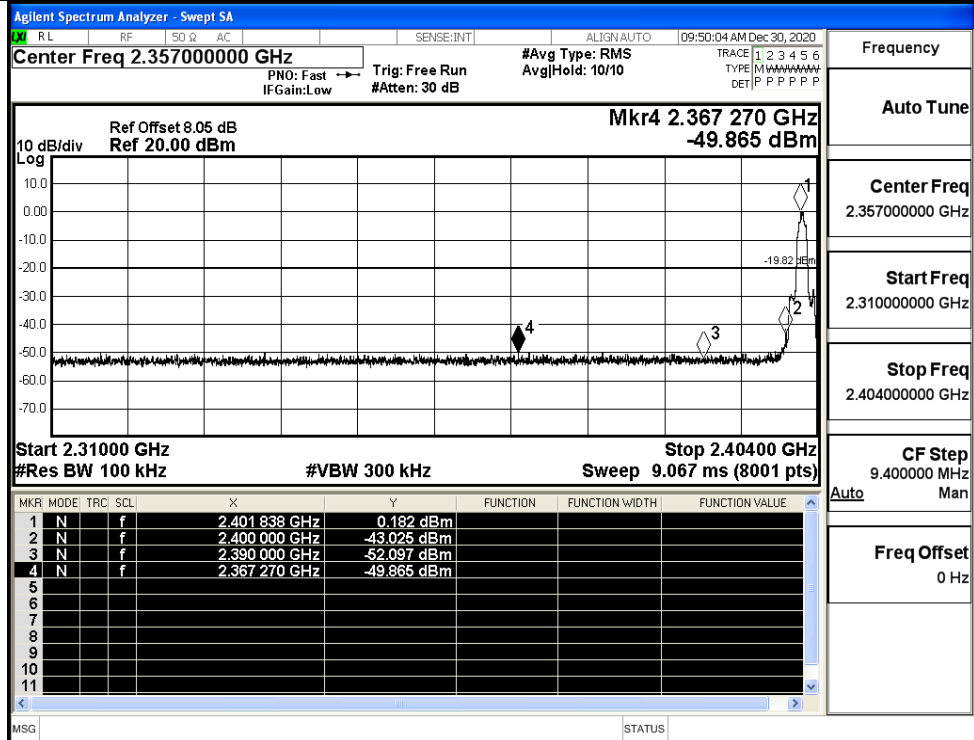 Agilent Spectrum Analyzer - Swept SA
LXI RL RF 50 Ω AC SENSE:INT ALIGN AUTO 09:50:04 AM Dec 30, 2020
Center Freq 2.357000000 GHz
PNO: Fast
IFGain:Low
Trig: Free Run
#Atten: 30 dB
#Avg Type: RMS
Avg|Hold: 10/10
TRACE 1 2 3 4 5 6
TYPE M W W W W W
DET P P P P P P
Ref Offset 8.05 dB
10 dB/div Ref 20.00 dBm
Log
Mkr4 2.367 270 GHz
-49.865 dBm
10.0
0.00
-10.0
-20.0
-30.0
-40.0
-50.0
-60.0
-70.0
1
-19.82 dBm
2
3
4
Start 2.31000 GHz Stop 2.40400 GHz
#Res BW 100 kHz #VBW 300 kHz Sweep 9.067 ms (8001 pts)
MKR MODE TRC SCL X Y FUNCTION FUNCTION WIDTH FUNCTION VALUE
1 N f 2.401 838 GHz 0.182 dBm
2 N f 2.400 000 GHz -43.025 dBm
3 N f 2.390 000 GHz -52.097 dBm
4 N f 2.367 270 GHz -49.865 dBm
5
6
7
8
9
10
11
MSG STATUS
Frequency
Auto Tune
Center Freq
2.357000000 GHz
Start Freq
2.310000000 GHz
Stop Freq
2.404000000 GHz
CF Step
9.400000 MHz
Auto Man
Freq Offset
0 Hz